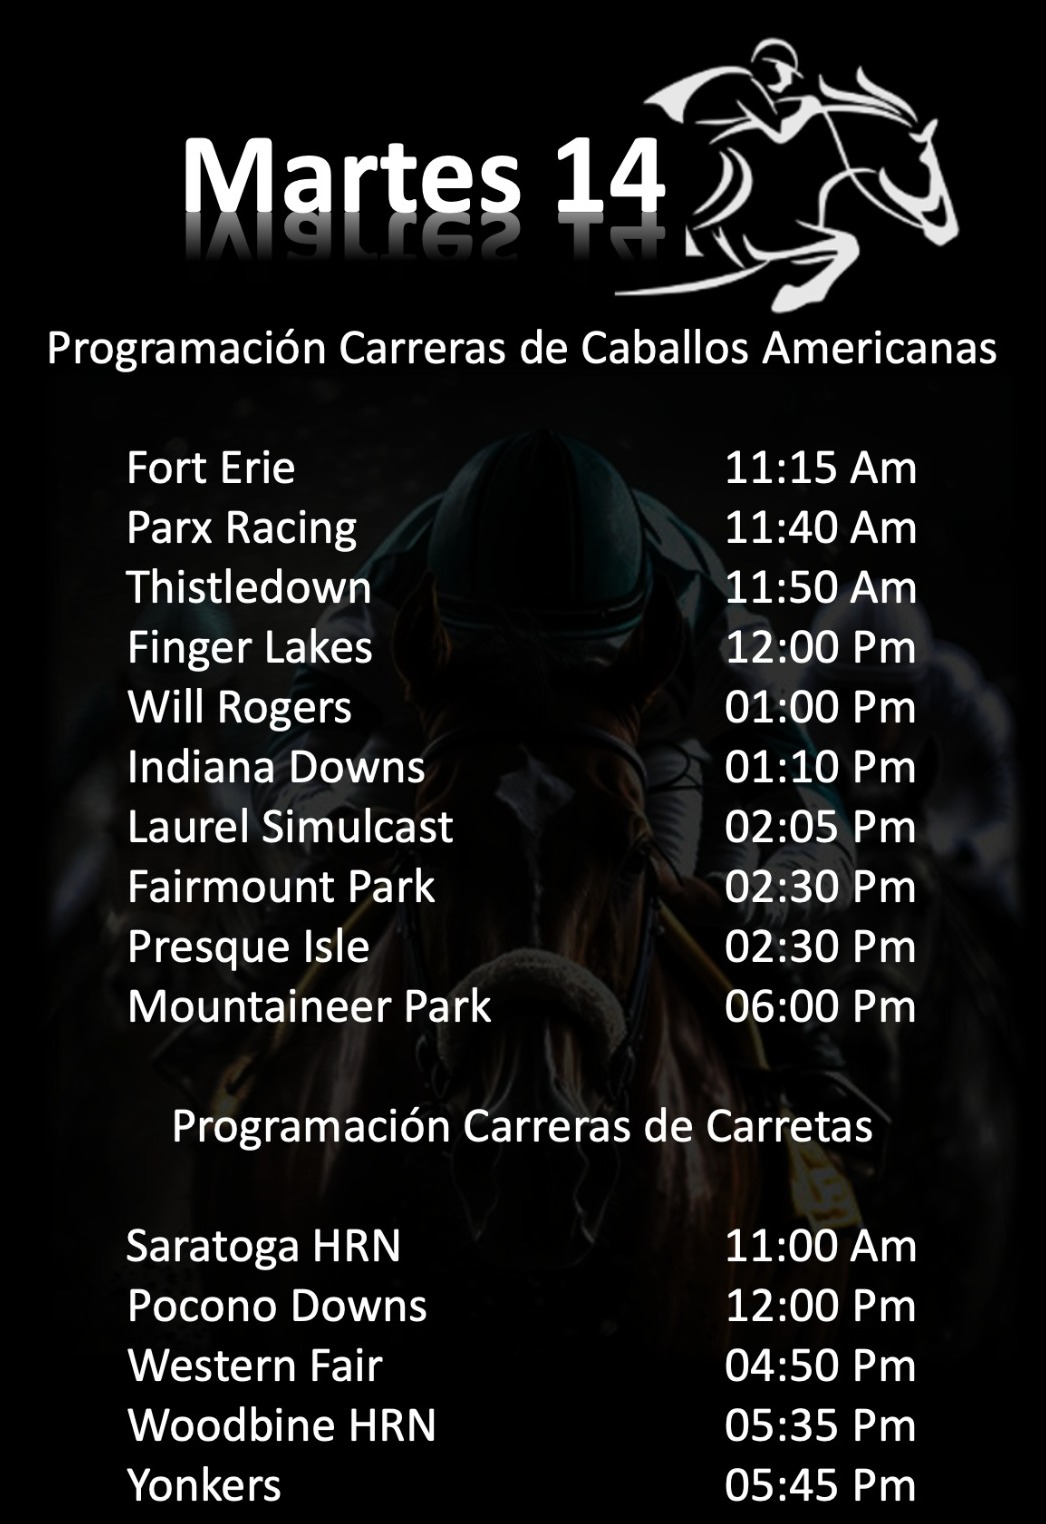 Martes 14
Programación Carreras de Caballos Americanas
Fort Erie 11:15 Am
Parx Racing 11:40 Am
Thistledown 11:50 Am
Finger Lakes 12:00 Pm
Will Rogers 01:00 Pm
Indiana Downs 01:10 Pm
Laurel Simulcast 02:05 Pm
Fairmount Park 02:30 Pm
Presque Isle 02:30 Pm
Mountaineer Park 06:00 Pm
Programación Carreras de Carretas
Saratoga HRN 11:00 Am
Pocono Downs 12:00 Pm
Western Fair 04:50 Pm
Woodbine HRN 05:35 Pm
Yonkers 05:45 Pm